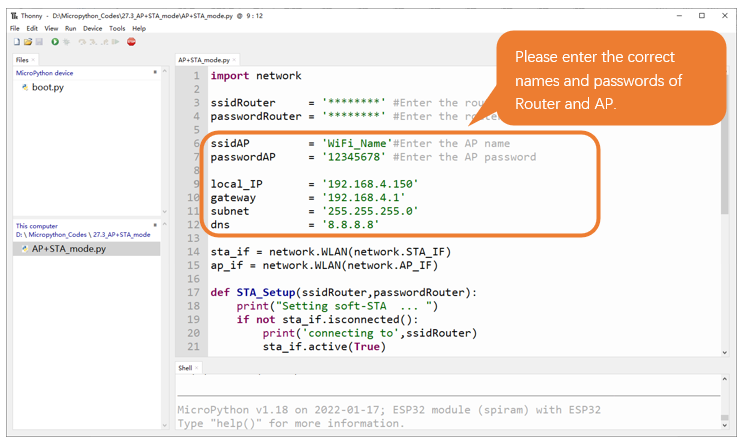 Thonny - D:\Micropython_Codes\27.3_AP+STA_mode\AP+STA_mode.py @ 9 : 12
File Edit View Run Device Tools Help
Files
MicroPython device
boot.py
This computer
D: \ Micropython_Codes \ 27.3_AP+STA_mode
AP+STA_mode.py
AP+STA_mode.py
1 import network
2
3 ssidRouter = '********' #Enter the rou
4 passwordRouter = '********' #Enter the router
5
6 ssidAP = 'WiFi_Name'#Enter the AP name
7 passwordAP = '12345678' #Enter the AP password
8
9 local_IP = '192.168.4.150'
10 gateway = '192.168.4.1'
11 subnet = '255.255.255.0'
12 dns = '8.8.8.8'
13
14 sta_if = network.WLAN(network.STA_IF)
15 ap_if = network.WLAN(network.AP_IF)
16
17 def STA_Setup(ssidRouter,passwordRouter):
18 print("Setting soft-STA ... ")
19 if not sta_if.isconnected():
20 print('connecting to',ssidRouter)
21 sta_if.active(True)
Please enter the correct
names and passwords of
Router and AP.
Shell
MicroPython v1.18 on 2022-01-17; ESP32 module (spiram) with ESP32
Type "help()" for more information.